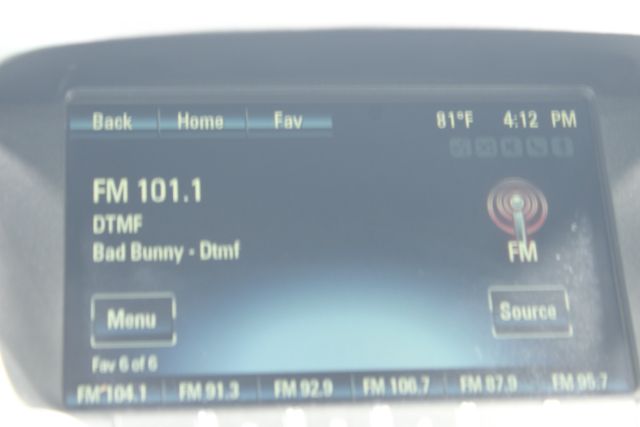 Back Home Fav 81°F 4:12 PM
FM 101.1
DTMF
Bad Bunny - Dtmf
FM
Menu Source
Fav 6 of 6
FM 104.1 FM 91.3 FM 92.9 FM 106.7 FM 87.9 FM 95.7